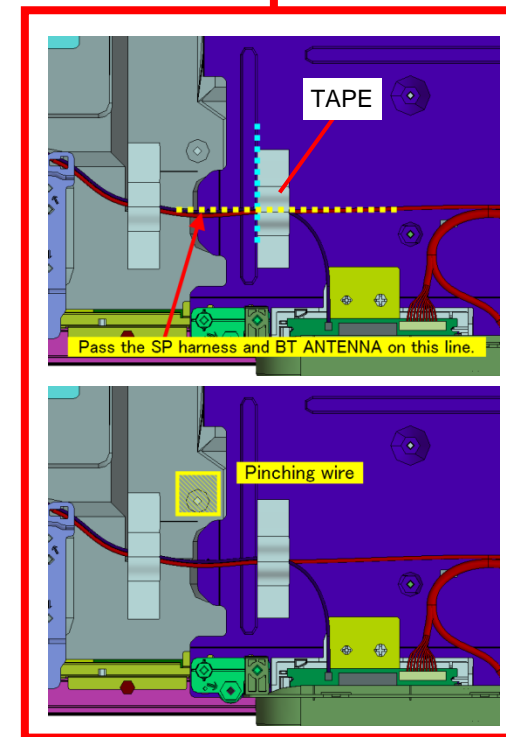 TAPE
Pass the SP harness and BT ANTENNA on this line.
Pinching wire